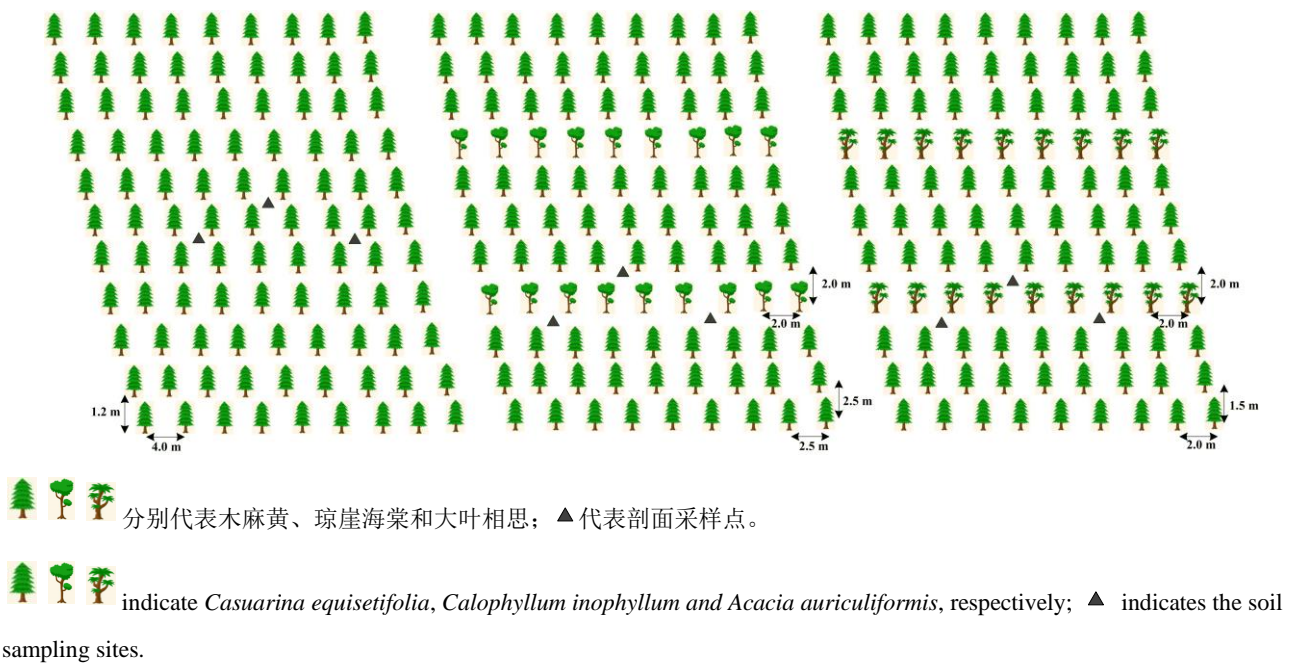 2.0 m
2.0 m
2.0 m
2.0 m
1.2 m
4.0 m
2.5 m
2.5 m
1.5 m
2.0 m
分别代表木麻黄、琼崖海棠和大叶相思；▲代表剖面采样点。
indicate Casuarina equisetifolia, Calophyllum inophyllum and Acacia auriculiformis, respectively; ▲ indicates the soil
sampling sites.